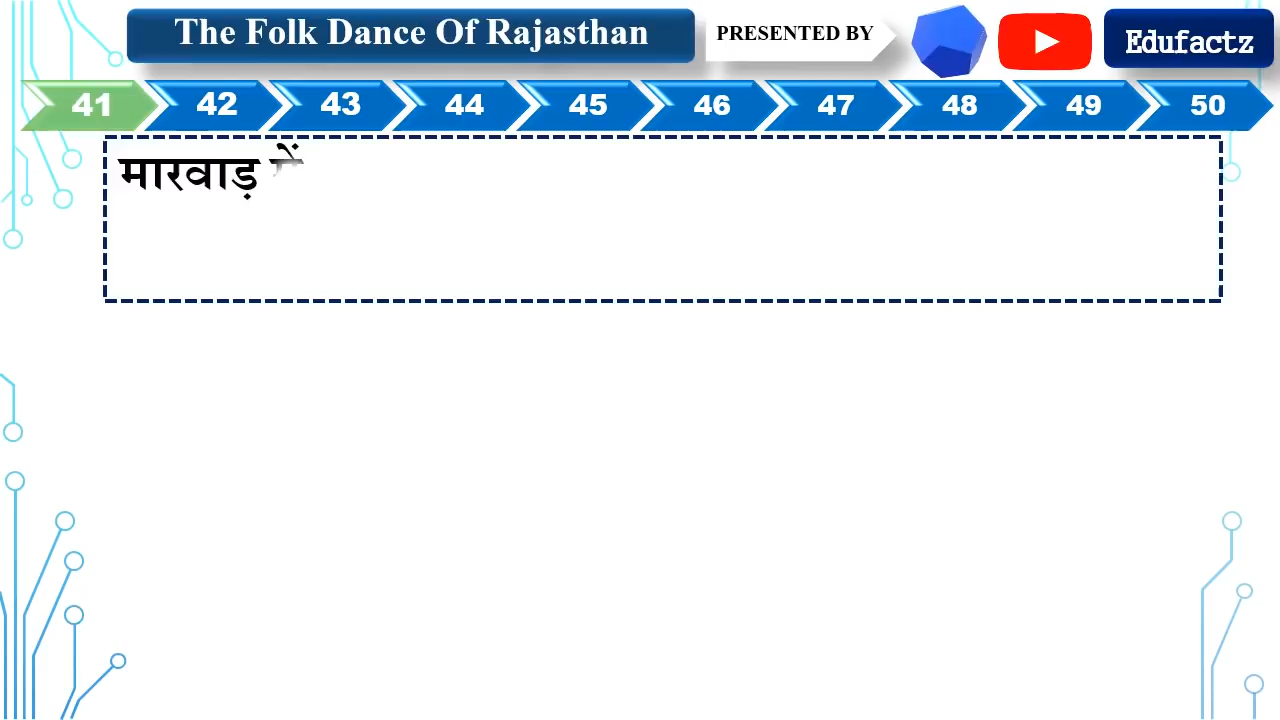 The Folk Dance Of Rajasthan
PRESENTED BY
Edufactz
41 42 43 44 45 46 47 48 49 50
मारवाड़